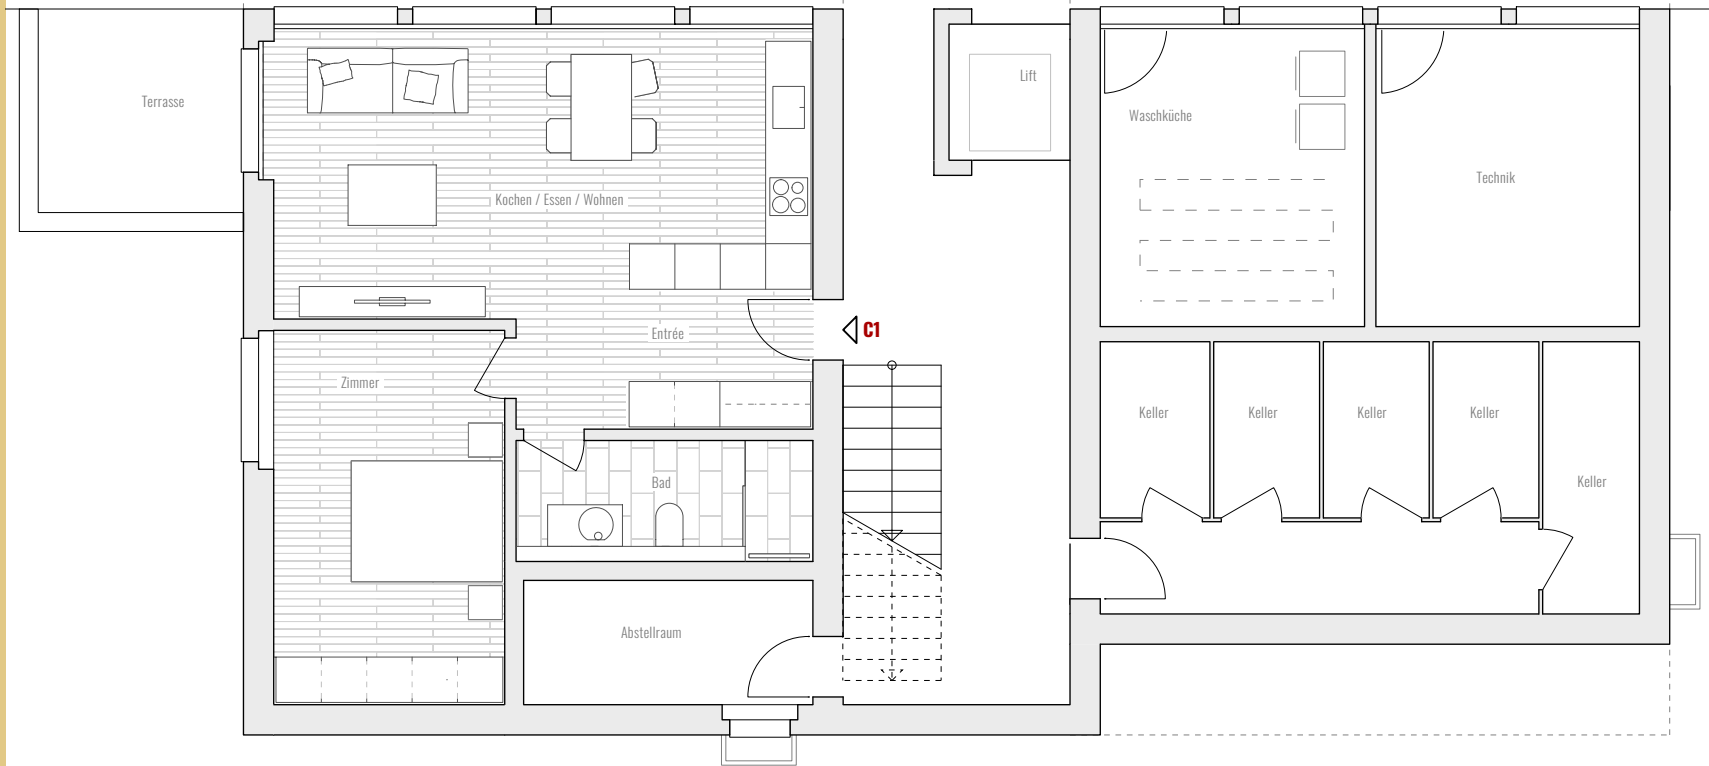 Terrasse
Lift
Waschküche
Technik
Kochen / Essen / Wohnen
Entrée
C1
Zimmer
Keller
Keller
Keller
Keller
Keller
Bad
Abstellraum